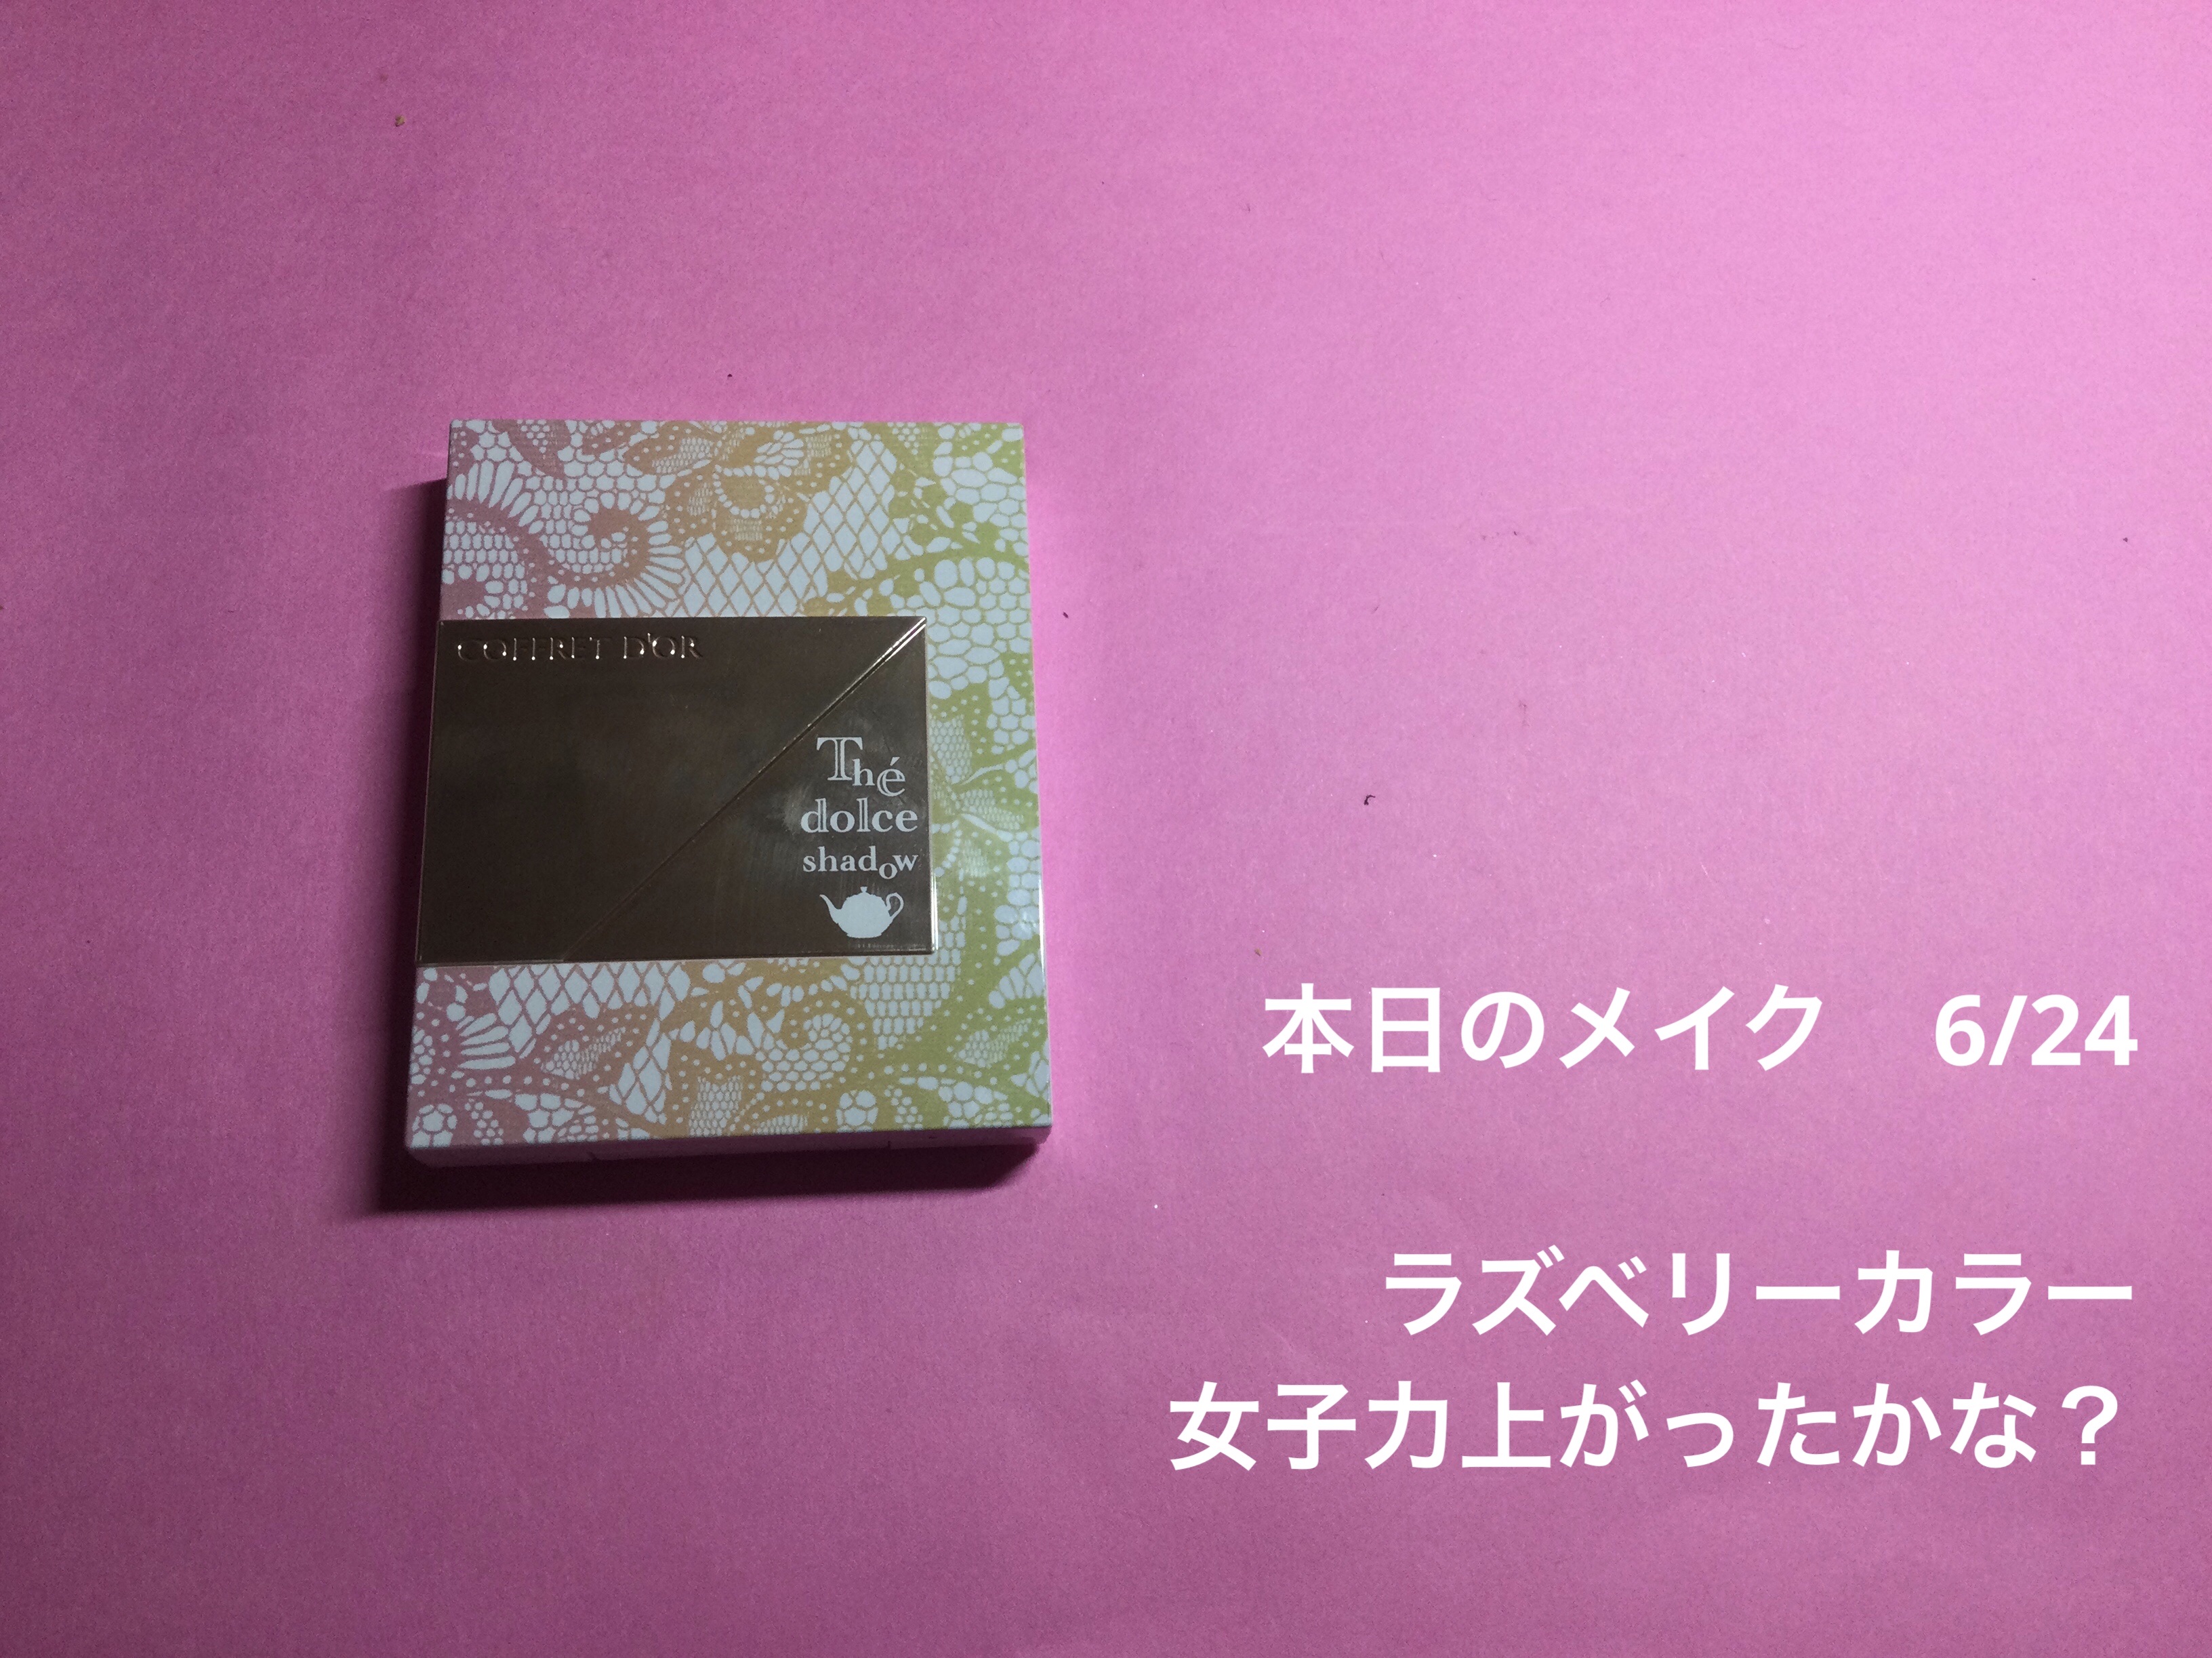 COFFRET D'OR
Thé
dolce
shadow
本日のメイク　6/24
ラズベリーカラー
女子力上がったかな？